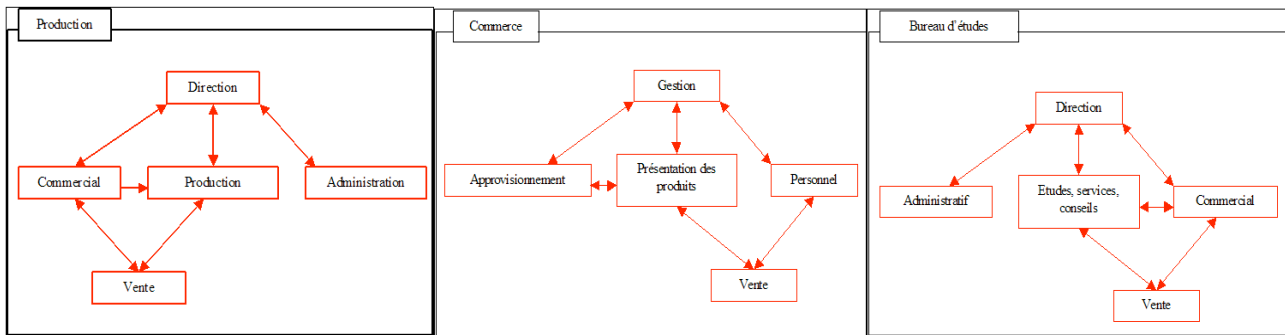 Production
Direction
Commercial
Production
Administration
Vente
Commerce
Gestion
Approvisionnement
Présentation des
produits
Personnel
Vente
Bureau d'études
Direction
Administratif
Etudes, services,
conseils
Commercial
Vente